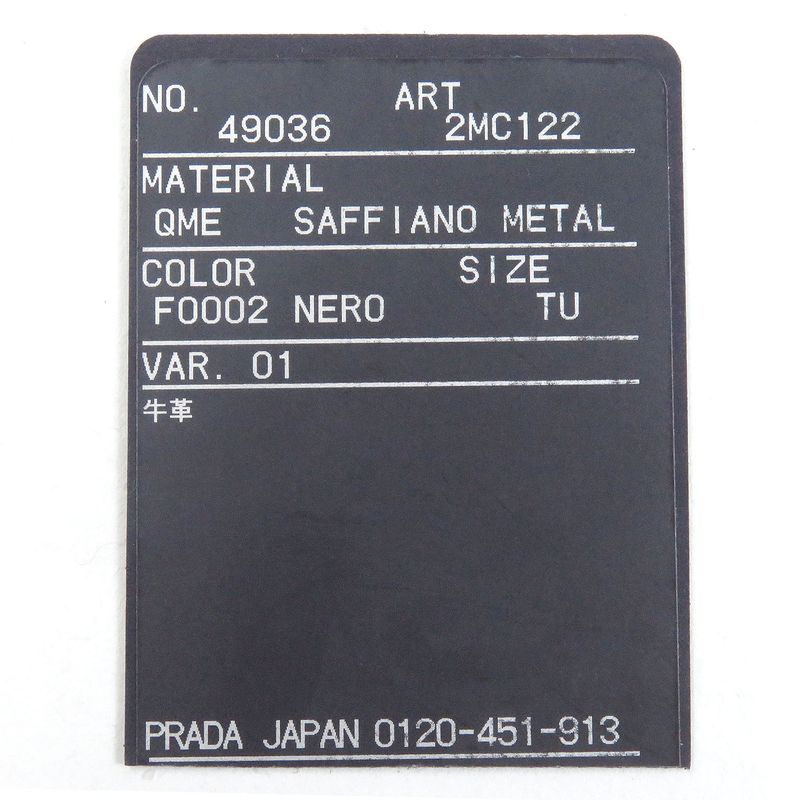 NO. ART
49036 2MC122
MATERIAL
QME SAFFIANO METAL
COLOR SIZE
F0002 NERO TU
VAR. 01
牛革
PRADA JAPAN 0120-451-913